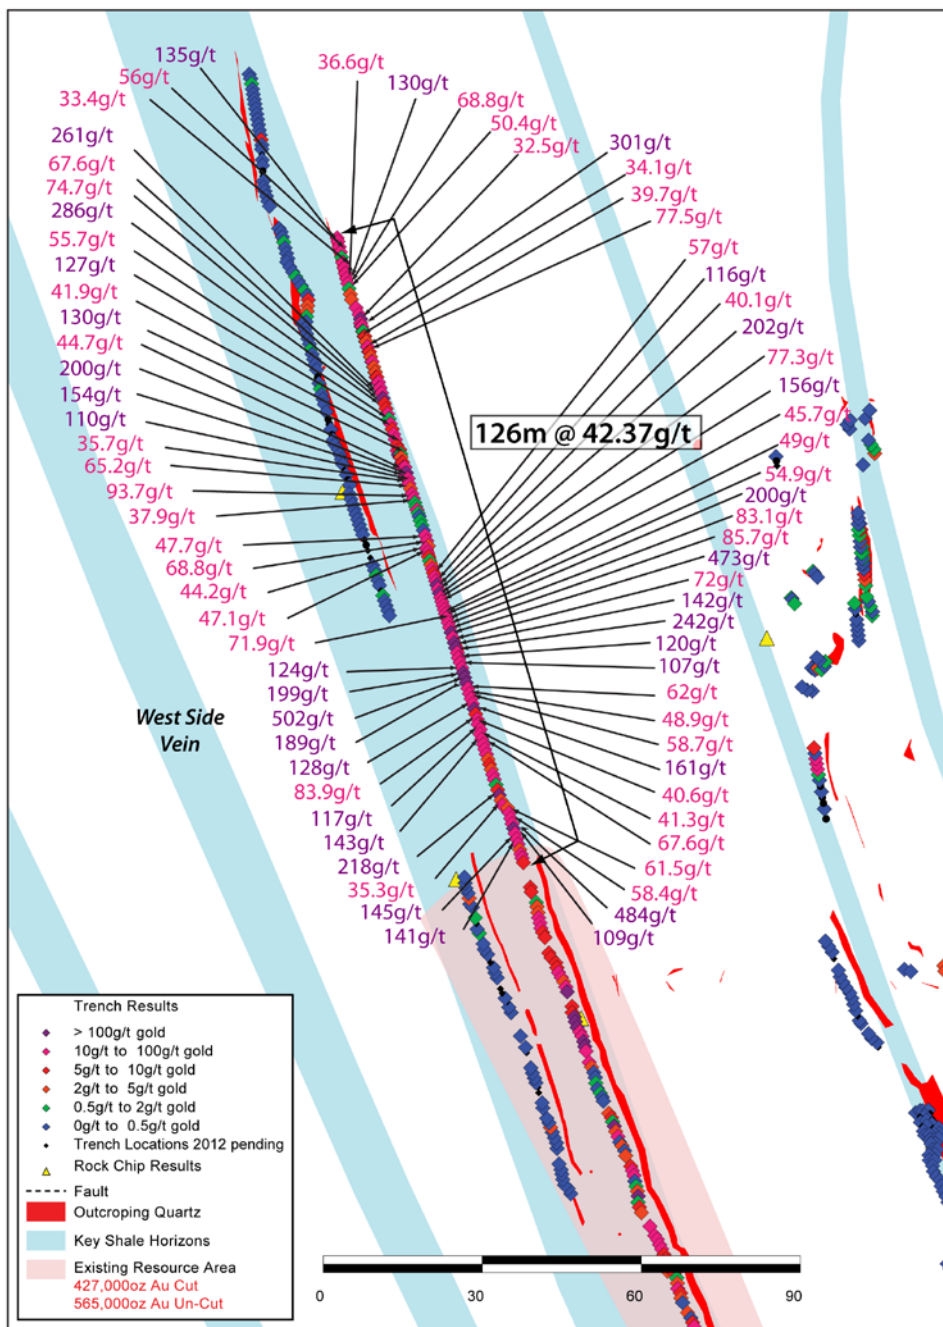 135g/t
56g/t
33.4g/t
261g/t
67.6g/t
74.7g/t
286g/t
55.7g/t
127g/t
41.9g/t
130g/t
44.7g/t
200g/t
154g/t
110g/t
35.7g/t
65.2g/t
93.7g/t
37.9g/t
47.7g/t
68.8g/t
44.2g/t
47.1g/t
71.9g/t
124g/t
199g/t
502g/t
189g/t
128g/t
83.9g/t
117g/t
143g/t
218g/t
35.3g/t
145g/t
141g/t
36.6g/t
130g/t
68.8g/t
50.4g/t
32.5g/t
301g/t
34.1g/t
39.7g/t
77.5g/t
57g/t
116g/t
40.1g/t
202g/t
77.3g/t
156g/t
45.7g/t
49g/t
54.9g/t
200g/t
83.1g/t
85.7g/t
473g/t
72g/t
142g/t
242g/t
120g/t
107g/t
62g/t
48.9g/t
58.7g/t
161g/t
40.6g/t
41.3g/t
67.6g/t
61.5g/t
58.4g/t
484g/t
109g/t
126m @ 42.37g/t
West Side
Vein
Trench Results
> 100g/t gold
10g/t to 100g/t gold
5g/t to 10g/t gold
2g/t to 5g/t gold
0.5g/t to 2g/t gold
0g/t to 0.5g/t gold
Trench Locations 2012 pending
Rock Chip Results
Fault
Outcroping Quartz
Key Shale Horizons
Existing Resource Area
427,000oz Au Cut
565,000oz Au Un-Cut
0 30 60 90